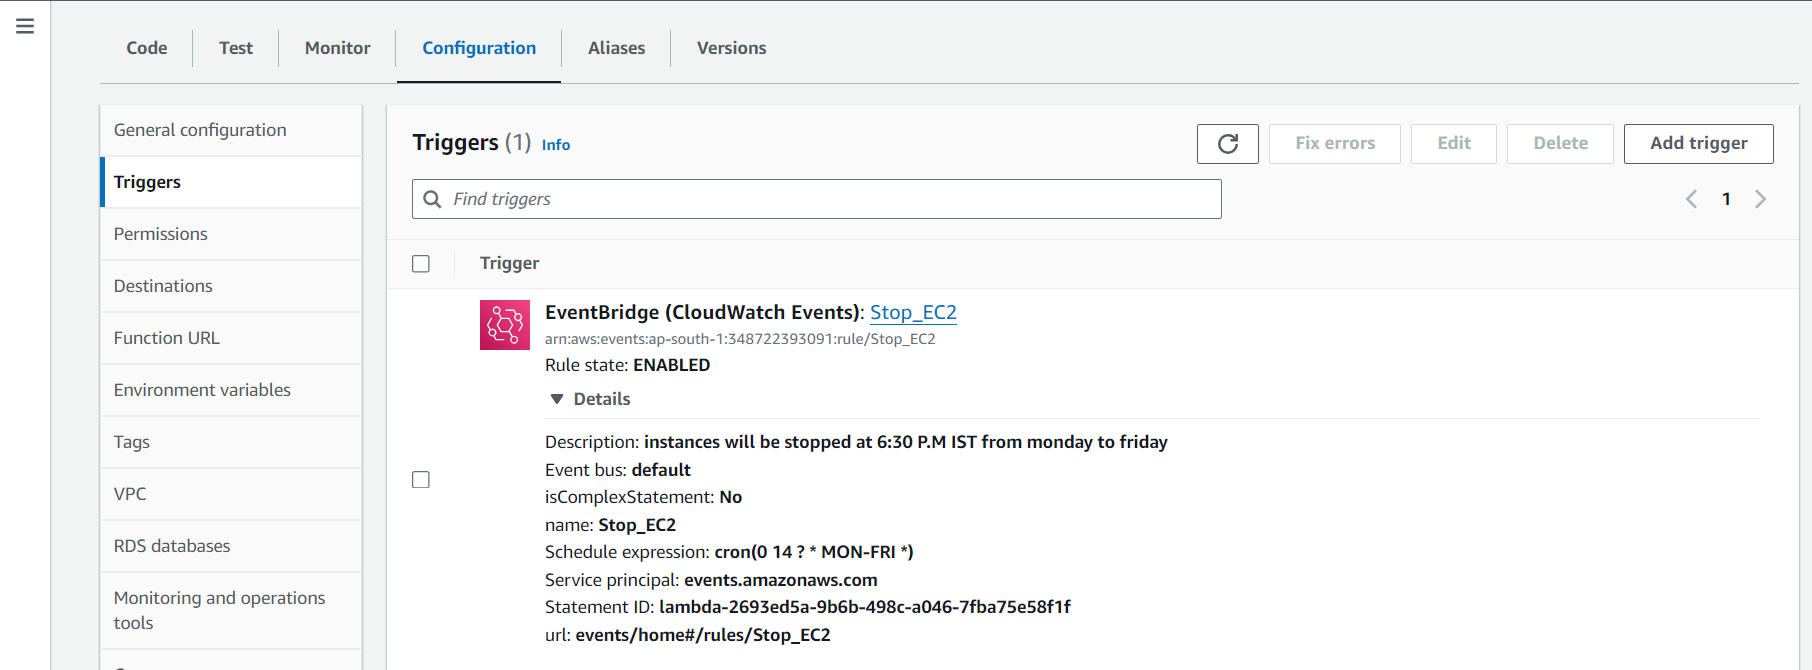 Code
Test
Monitor
Configuration
Aliases
Versions
General configuration
Triggers
Permissions
Destinations
Function URL
Environment variables
Tags
VPC
RDS databases
Monitoring and operations
tools
Triggers (1) Info
Fix errors
Edit
Delete
Add trigger
Find triggers
1
Trigger
EventBridge (CloudWatch Events): Stop_EC2
arn:aws:events:ap-south-1:348722393091:rule/Stop_EC2
Rule state: ENABLED
Details
Description: instances will be stopped at 6:30 P.M IST from monday to friday
Event bus: default
isComplexStatement: No
name: Stop_EC2
Schedule expression: cron(0 14 ? * MON-FRI *)
Service principal: events.amazonaws.com
Statement ID: lambda-2693ed5a-9b6b-498c-a046-7fba75e58f1f
url: events/home#/rules/Stop_EC2